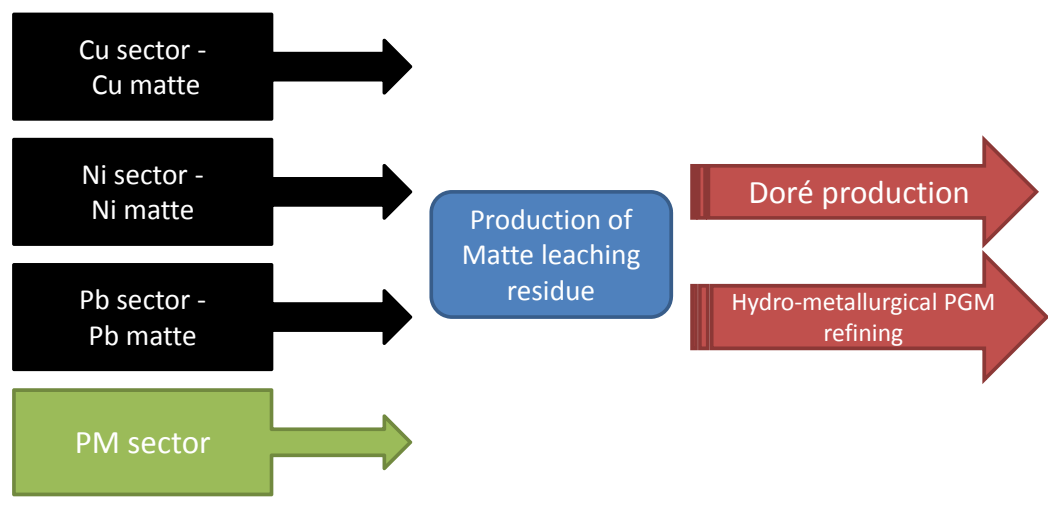 Cu sector -
Cu matte
Ni sector -
Ni matte
Pb sector -
Pb matte
PM sector
Production of
Matte leaching
residue
Doré production
Hydro-metallurgical PGM
refining